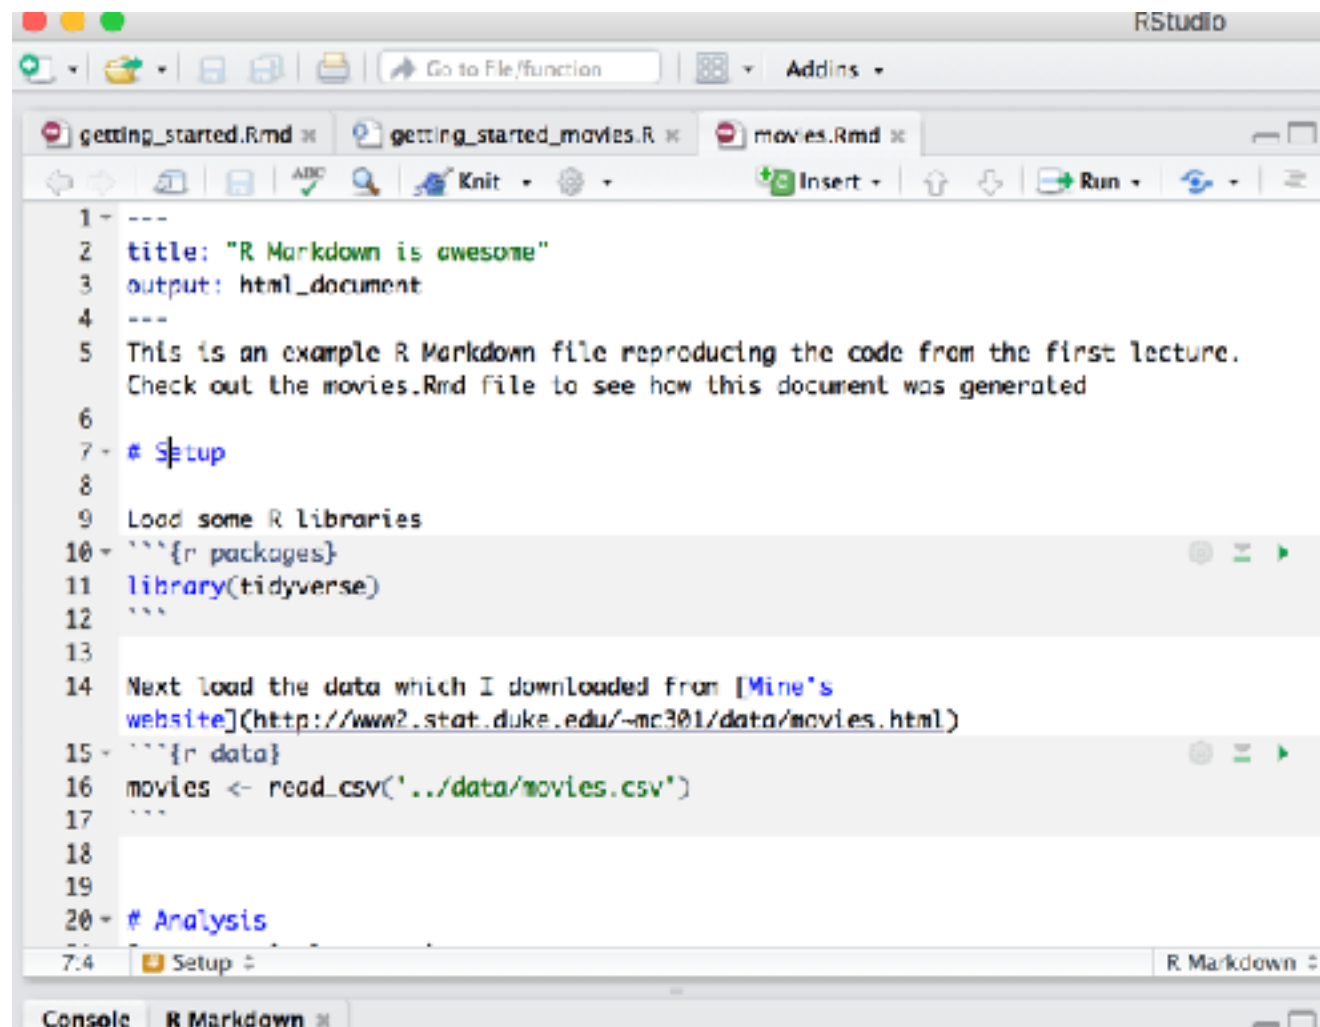 RStudio
Go to file/function Addins
getting_started.Rmd getting_started_movies.R movies.Rmd
ABC Knit Insert Run
1 ---
2 title: "R Markdown is awesome"
3 output: html_document
4 ---
5 This is an example R Markdown file reproducing the code from the first lecture.
Check out the movies.Rmd file to see how this document was generated
6
7 # Setup
8
9 Load some R libraries
10 ```{r packages}
11 library(tidyverse)
12 ```
13
14 Next load the data which I downloaded from [Mine's
website](http://www2.stat.duke.edu/~mc301/data/movies.html)
15 ```{r data}
16 movies <- read_csv('../data/movies.csv')
17 ```
18
19
20 # Analysis
7:4 Setup R Markdown
Console R Markdown